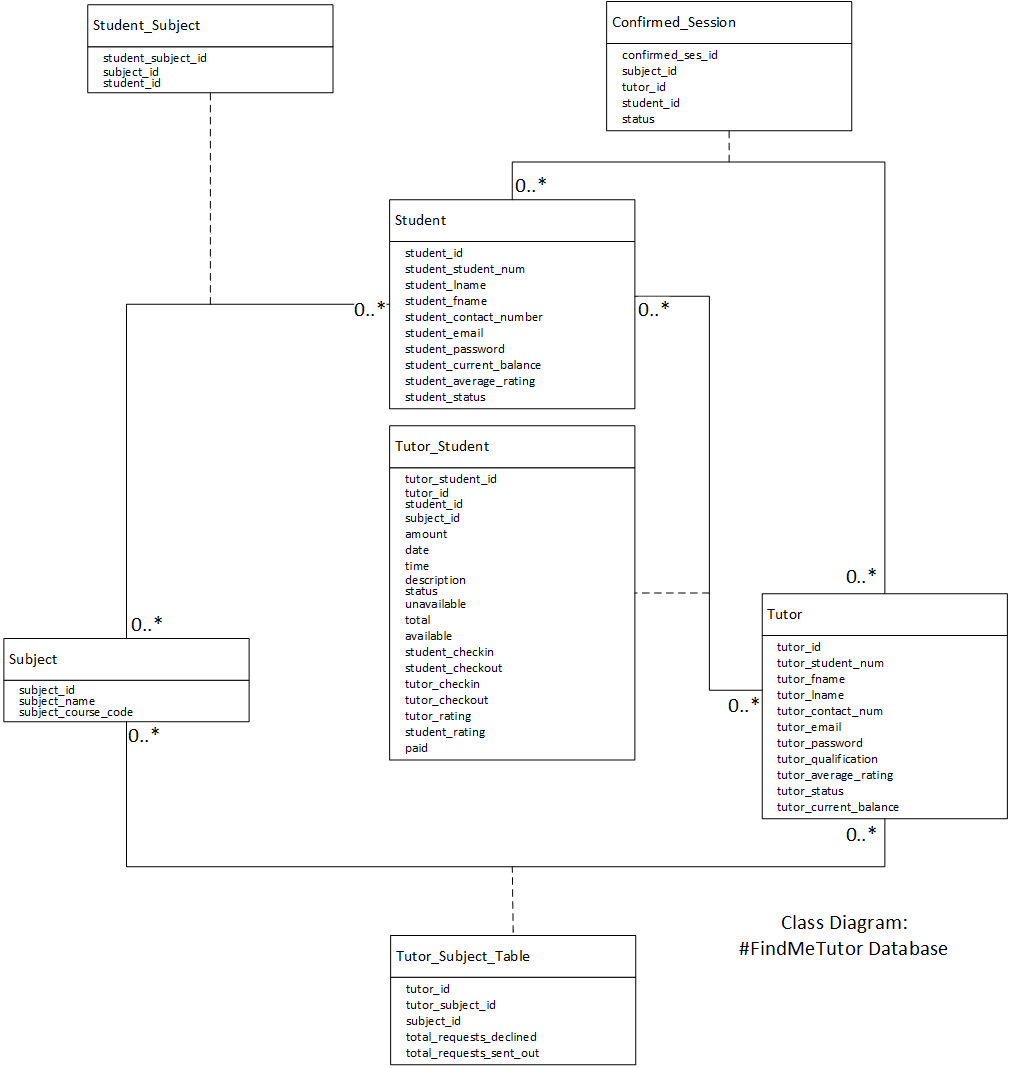 Student_Subject
student_subject_id
subject_id
student_id
Confirmed_Session
confirmed_ses_id
subject_id
tutor_id
student_id
status
0..*
Student
student_id
student_student_num
student_lname
student_fname
student_contact_number
student_email
student_password
student_current_balance
student_average_rating
student_status
0..*
0..*
Tutor_Student
tutor_student_id
tutor_id
student_id
subject_id
amount
date
time
description
status
unavailable
total
available
student_checkin
student_checkout
tutor_checkin
tutor_checkout
tutor_rating
student_rating
paid
0..*
0..*
Subject
subject_id
subject_name
subject_course_code
0..*
Tutor
tutor_id
tutor_student_num
tutor_fname
tutor_lname
tutor_contact_num
tutor_email
tutor_password
tutor_qualification
tutor_average_rating
tutor_status
tutor_current_balance
0..*
0..*
Class Diagram:
#FindMeTutor Database
Tutor_Subject_Table
tutor_id
tutor_subject_id
subject_id
total_requests_declined
total_requests_sent_out